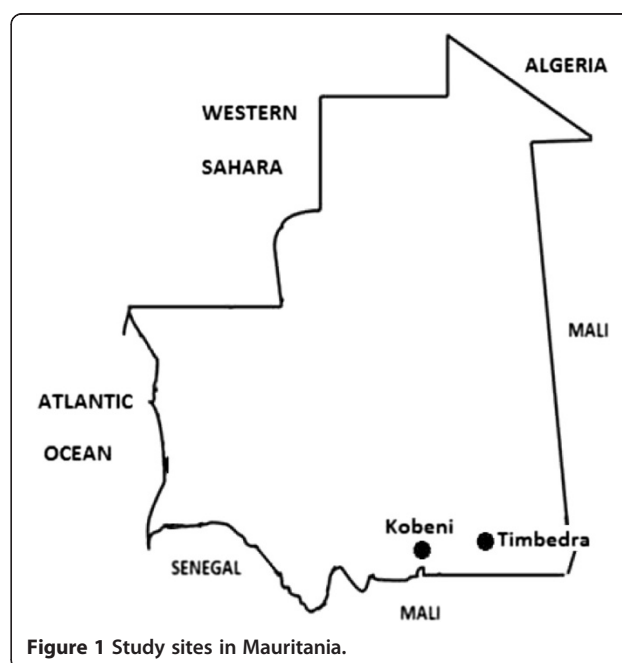 ALGERIA
WESTERN
SAHARA
MALI
ATLANTIC
OCEAN
Kobeni
Timbedra
SENEGAL
MALI
Figure 1 Study sites in Mauritania.